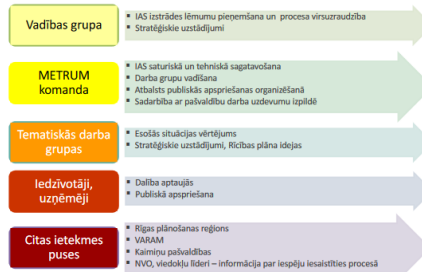 Vadības grupa
▪ IAS izstrādes lēmumu pieņemšana un procesa virsuzraudzība
▪ Stratēģiskie uzstādījumi
METRUM
komanda
▪ IAS saturiskā un tehniskā sagatavošana
▪ Darba grupu vadīšana
▪ Atbalsts publiskās apspriešanas organizēšanā
▪ Sadarbība ar pašvaldību darba uzdevumu izpildē
Tematiskās darba
grupas
▪ Esošās situācijas vērtējums
▪ Stratēģiskie uzstādījumi, Rīcības plāna idejas
Iedzīvotāji,
uzņēmēji
▪ Dalība aptaujās
▪ Publiskā apspriešana
Citas ietekmes
puses
▪ Rīgas plānošanas reģions
▪ VARAM
▪ Kaimiņu pašvaldības
▪ NVO, viedokļu līderi – informācija par iespēju iesaistīties procesā